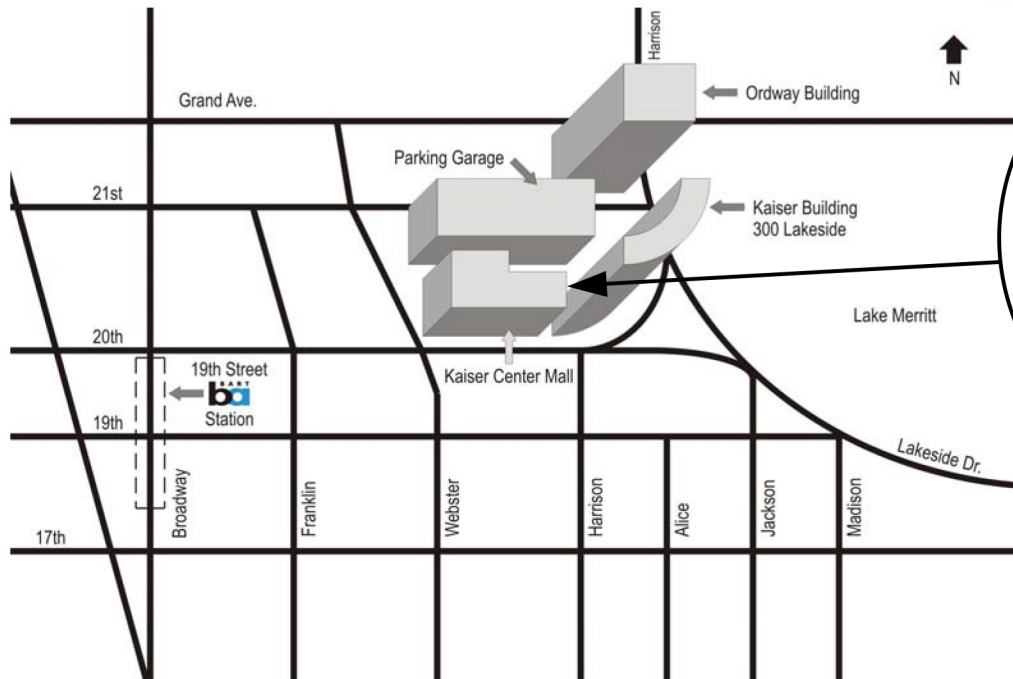 Harrison
N
Ordway Building
Grand Ave.
Parking Garage
21st
Kaiser Building
300 Lakeside
Lake Merritt
20th
19th Street
BART
ba
Station
Kaiser Center Mall
19th
Lakeside Dr.
Broadway
Franklin
Webster
Harrison
Alice
Jackson
Madison
17th